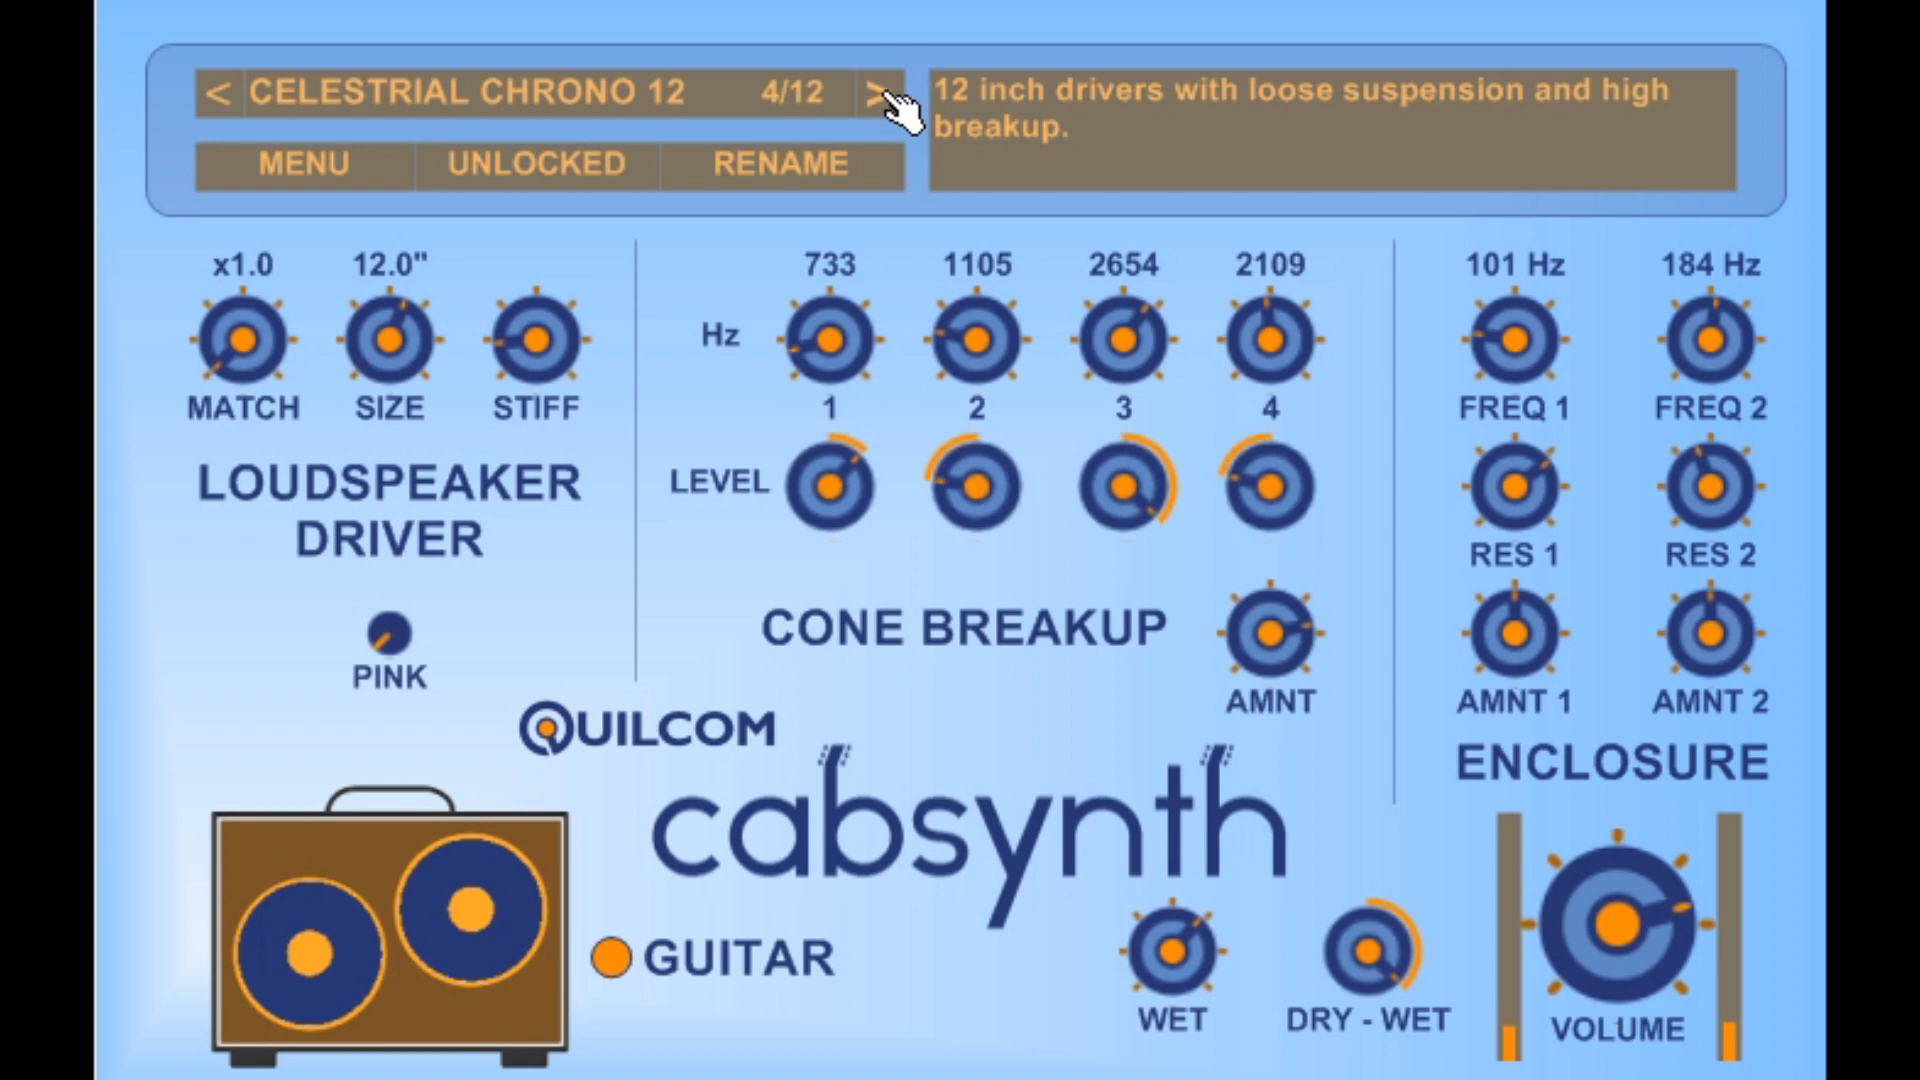 < CELESTRIAL CHRONO 12 4/12 >
MENU UNLOCKED RENAME
12 inch drivers with loose suspension and high
breakup.
x1.0 12.0"
MATCH SIZE STIFF
LOUDSPEAKER
DRIVER
PINK
733 1105 2654 2109
Hz
1 2 3 4
LEVEL
CONE BREAKUP
AMNT
101 Hz 184 Hz
FREQ 1 FREQ 2
RES 1 RES 2
AMNT 1 AMNT 2
ENCLOSURE
QUILCOM
cabsynth
GUITAR
WET DRY - WET VOLUME